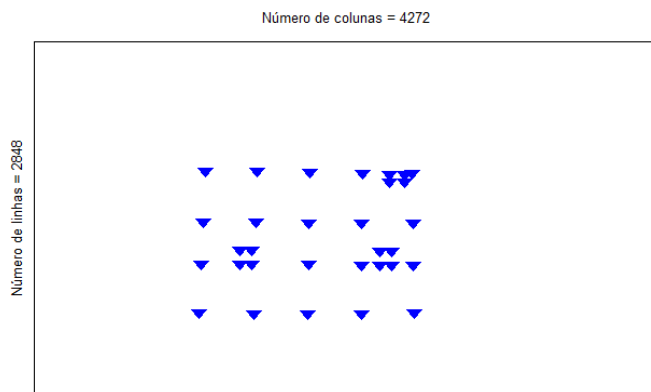 Número de colunas = 4272
Número de linhas = 2848